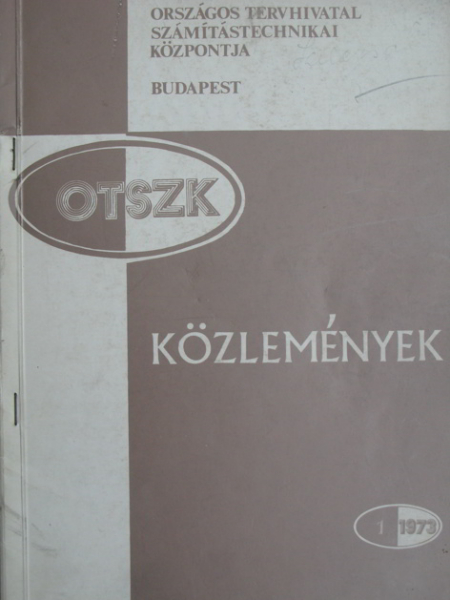 ORSZÁGOS TERVHIVATAL
SZÁMÍTÁSTECHNIKAI
KÖZPONTJA
BUDAPEST
OTSZK
KÖZLEMÉNYEK
1 1973